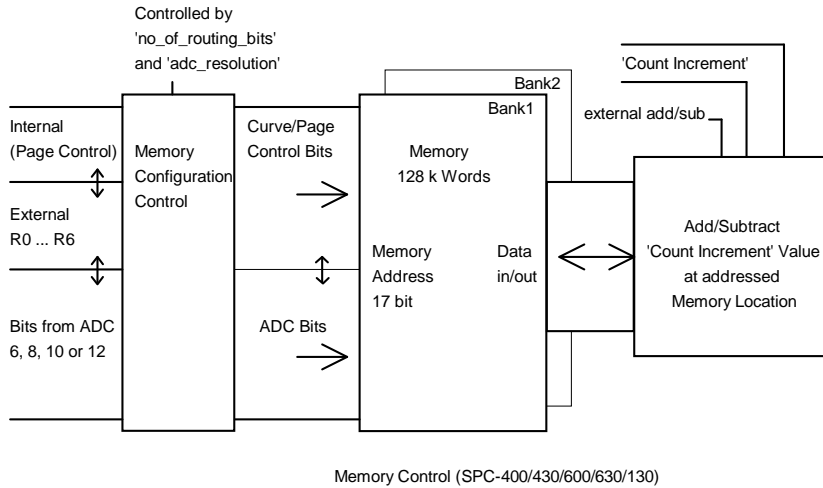 Controlled by
'no_of_routing_bits'
and 'adc_resolution'
Internal
(Page Control)
External
R0 ... R6
Bits from ADC
6, 8, 10 or 12
Memory
Configuration
Control
Curve/Page
Control Bits
ADC Bits
Bank2
Bank1
Memory
128 k Words
Memory
Address
17 bit
Data
in/out
'Count Increment'
external add/sub
Add/Subtract
'Count Increment' Value
at addressed
Memory Location
Memory Control (SPC-400/430/600/630/130)